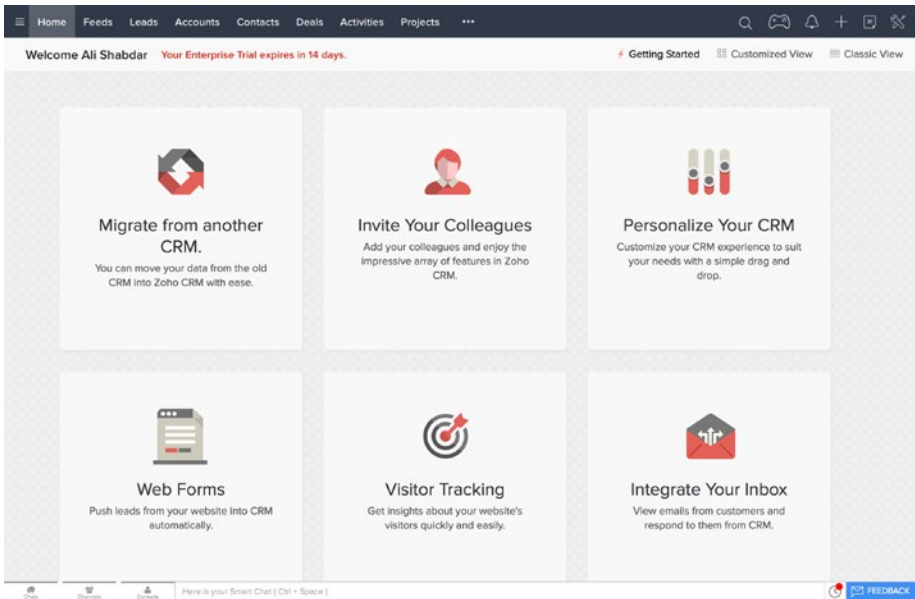 Home Feeds Leads Accounts Contacts Deals Activities Projects •••
Welcome Ali Shabdar Your Enterprise Trial expires in 14 days. Getting Started Customized View Classic View
Migrate from another
CRM.
You can move your data from the old
CRM into Zoho CRM with ease.
Invite Your Colleagues
Add your colleagues and enjoy the
impressive array of features in Zoho
CRM.
Personalize Your CRM
Customize your CRM experience to suit
your needs with a simple drag and
drop.
Web Forms
Push leads from your website into CRM
automatically.
Visitor Tracking
Get insights about your website's
visitors quickly and easily.
Integrate Your Inbox
View emails from customers and
respond to them from CRM.
Chats Channels Contacts Here is your Smart Chat ( Ctrl + Space ) FEEDBACK